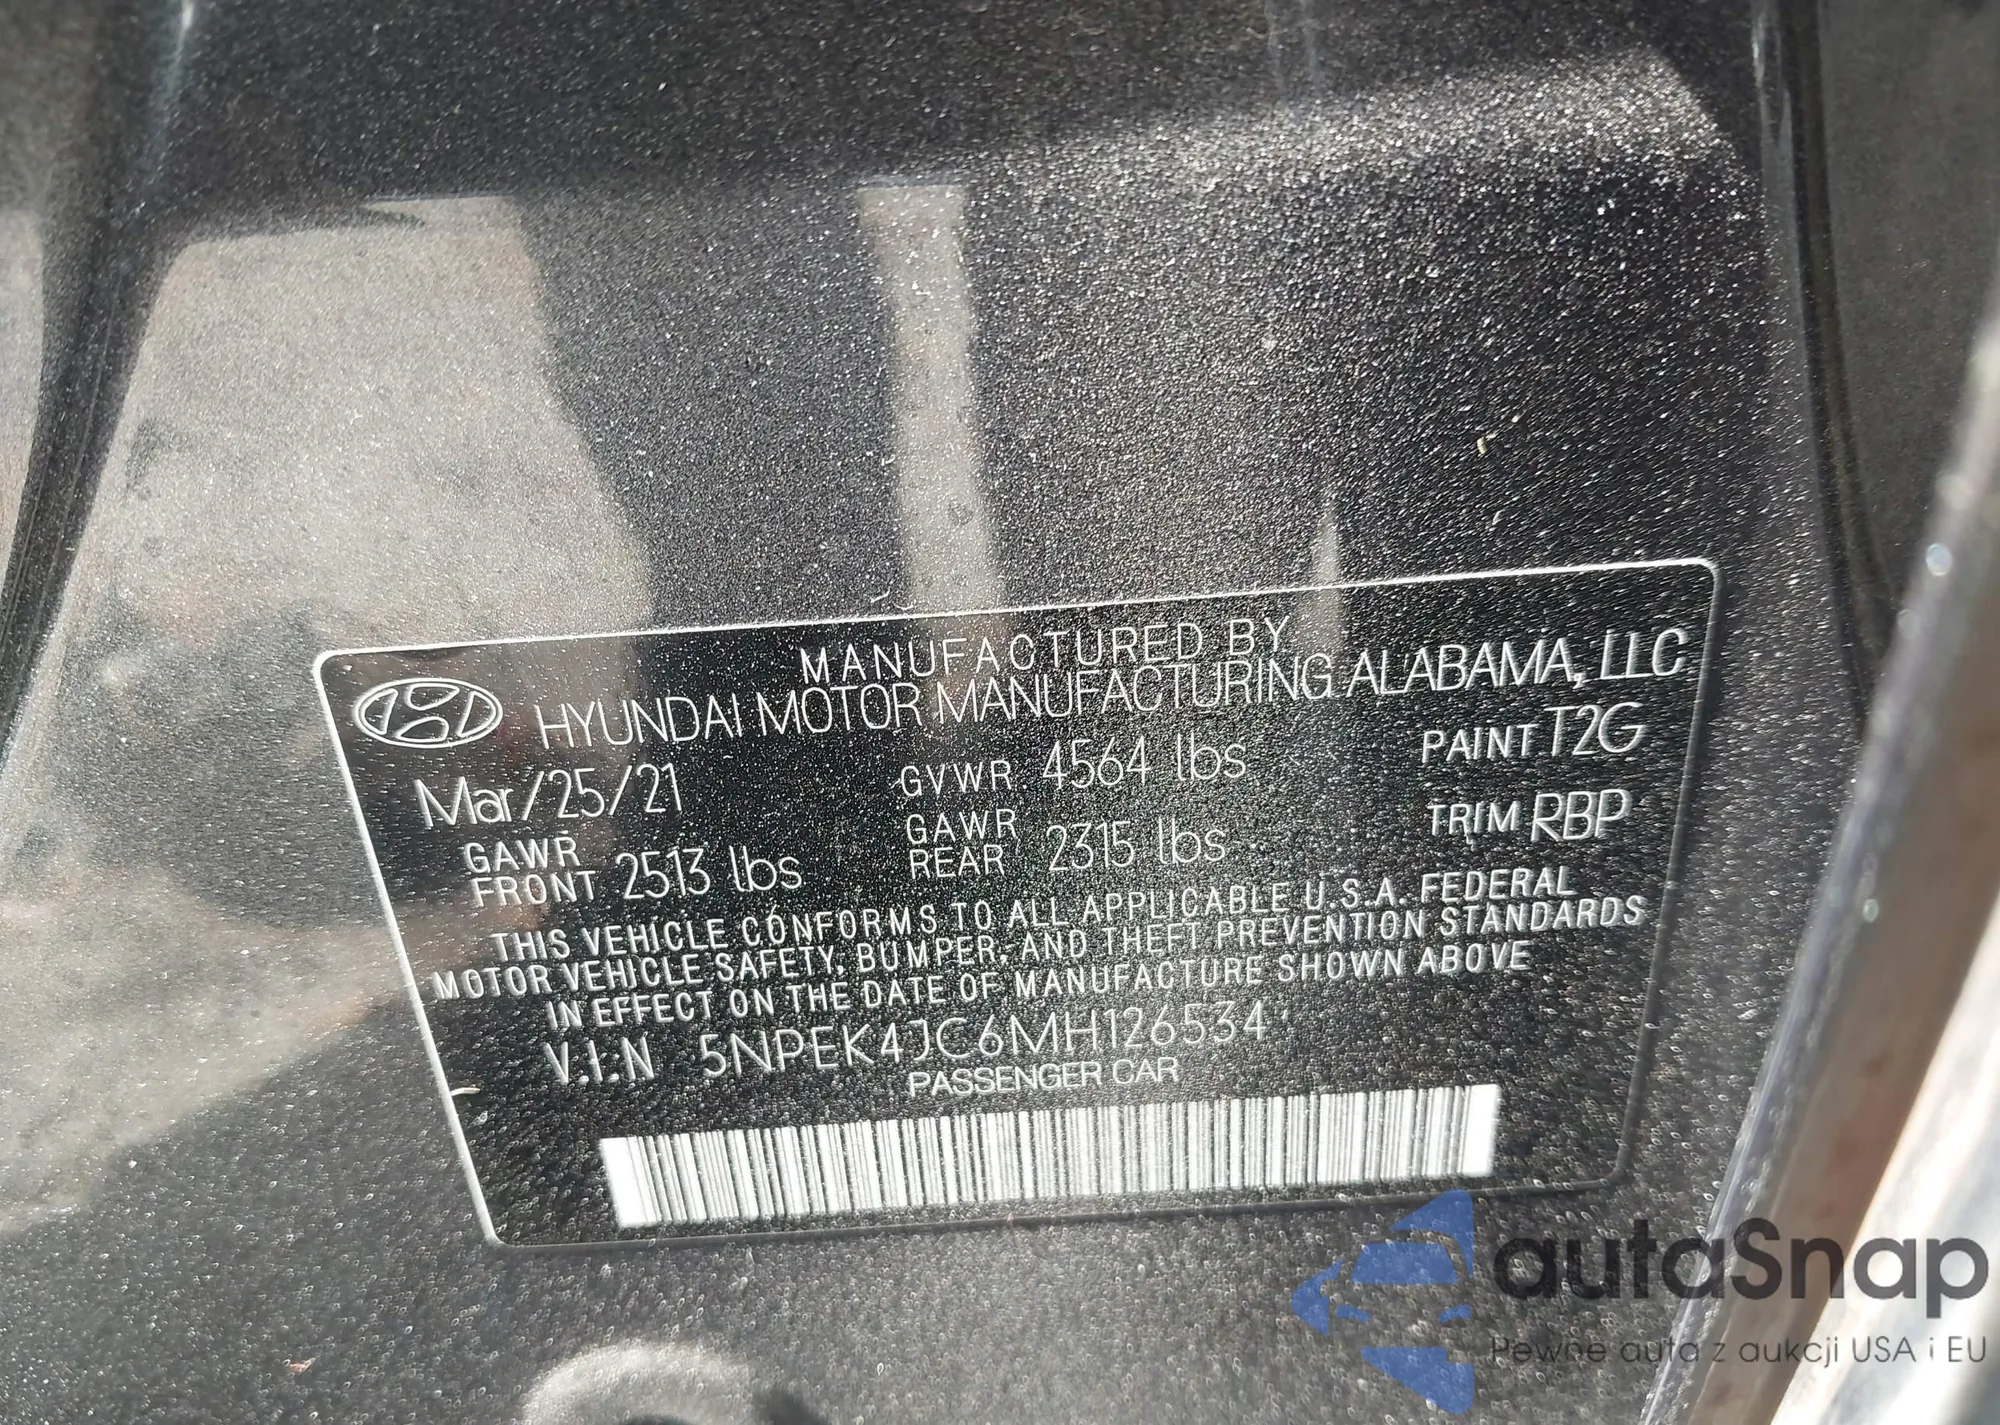 MANUFACTURED BY
HYUNDAI MOTOR MANUFACTURING ALABAMA, LLC
Mar/25/21 GVWR 4564 lbs PAINT T2G
GAWR FRONT 2513 lbs GAWR REAR 2315 lbs TRIM RBP
THIS VEHICLE CONFORMS TO ALL APPLICABLE U.S.A. FEDERAL
MOTOR VEHICLE SAFETY, BUMPER, AND THEFT PREVENTION STANDARDS
IN EFFECT ON THE DATE OF MANUFACTURE SHOWN ABOVE
V.I.N 5NPEK4JC6MH126534
PASSENGER CAR
autaSnap
Pewne auta z aukcji USA i EU